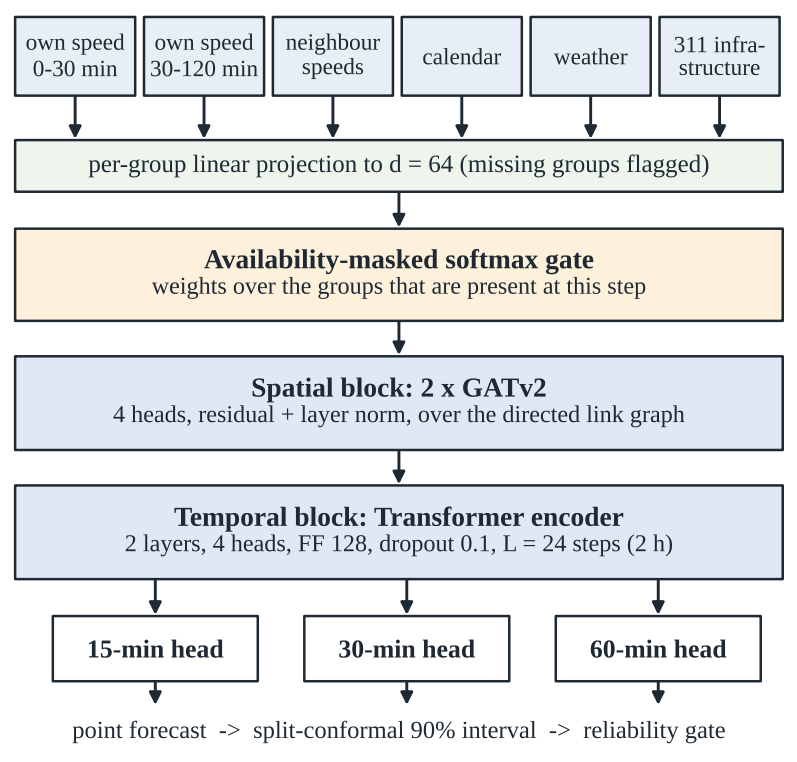 own speed
0-30 min
own speed
30-120 min
neighbour
speeds
calendar
weather
311 infra-
structure
per-group linear projection to d = 64 (missing groups flagged)
Availability-masked softmax gate
weights over the groups that are present at this step
Spatial block: 2 x GATv2
4 heads, residual + layer norm, over the directed link graph
Temporal block: Transformer encoder
2 layers, 4 heads, FF 128, dropout 0.1, L = 24 steps (2 h)
15-min head
30-min head
60-min head
point forecast -> split-conformal 90% interval -> reliability gate